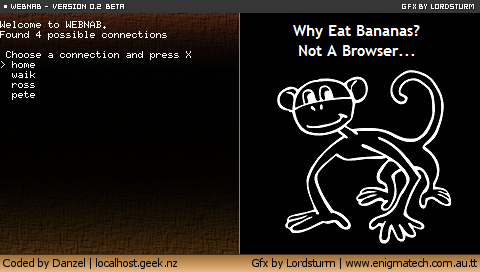 ● WEBNAB - VERSION 0.2 BETA
GFX BY LORDSTURM
Welcome to WEBNAB.
Found 4 possible connections
Choose a connection and press X
> home
waik
ross
pete
Why Eat Bananas?
Not A Browser...
Coded by Danzel | localhost.geek.nz
Gfx by Lordsturm | www.enigmatech.com.au.tt